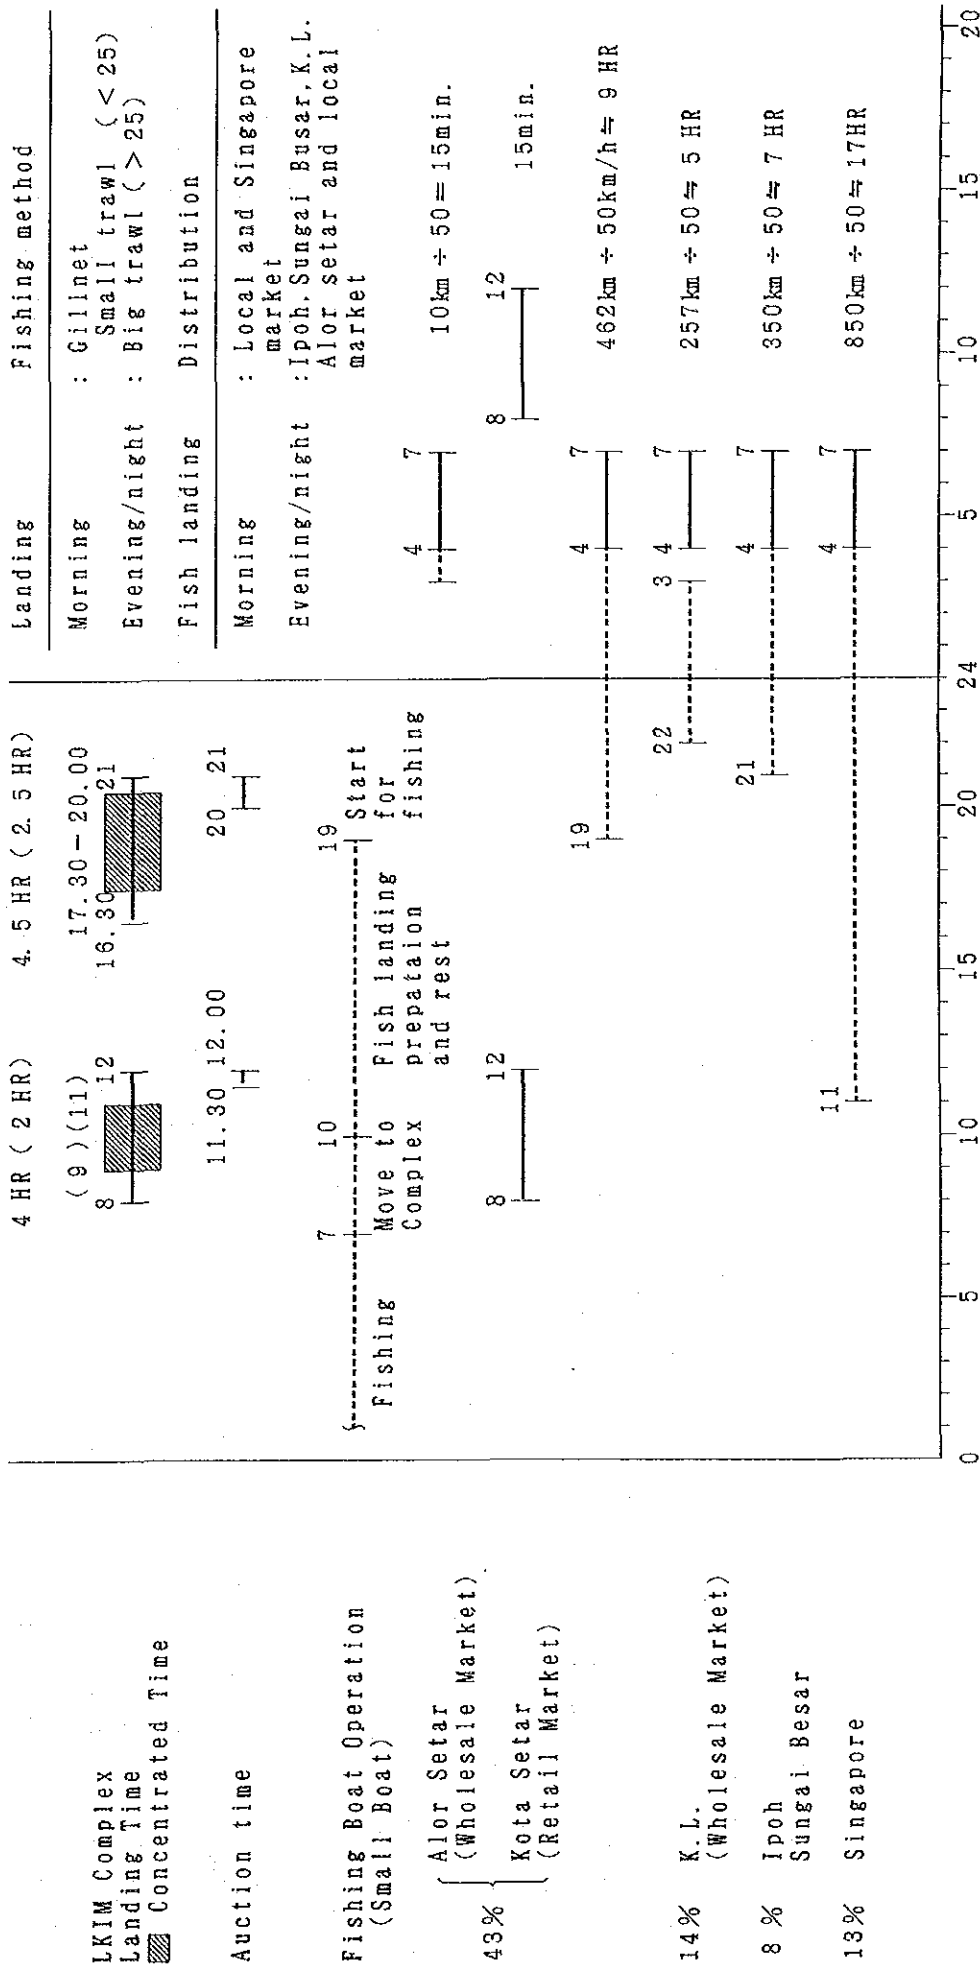 4 HR ( 2 HR)
4. 5 HR ( 2. 5 HR)
Landing Fishing method
LKIM Complex
Landing Time
Concentrated Time
( 9 )(11)
8 12
17.30 - 20.00
16.30 21
Morning : Gillnet
Small trawl ( < 25)
Evening/night : Big trawl ( > 25)
Fish landing Distribution
Auction time
11.30 12.00
20 21
Morning : Local and Singapore
market
Evening/night : Ipoh,Sungai Busar,K.L.
Alor setar and local
market
Fishing Boat Operation
(Small Boat)
7 10 19
Fishing
Move to
Complex
Fish landing
prepataion
and rest
Start
for
fishing
43%
Alor Setar
(Wholesale Market)
4 7
10km ÷ 50 = 15min.
Kota Setar
(Retail Market)
8 12
8 12
15min.
19 4 7
462km ÷ 50km/h ≒ 9 HR
14% K.L.
(Wholesale Market)
22 3 4 7
257km ÷ 50 ≒ 5 HR
8 % Ipoh
Sungai Besar
21 4 7
350km ÷ 50 ≒ 7 HR
13% Singapore
11 4 7
850km ÷ 50 ≒ 17HR
0 5 10 15 20 24 5 10 15 20